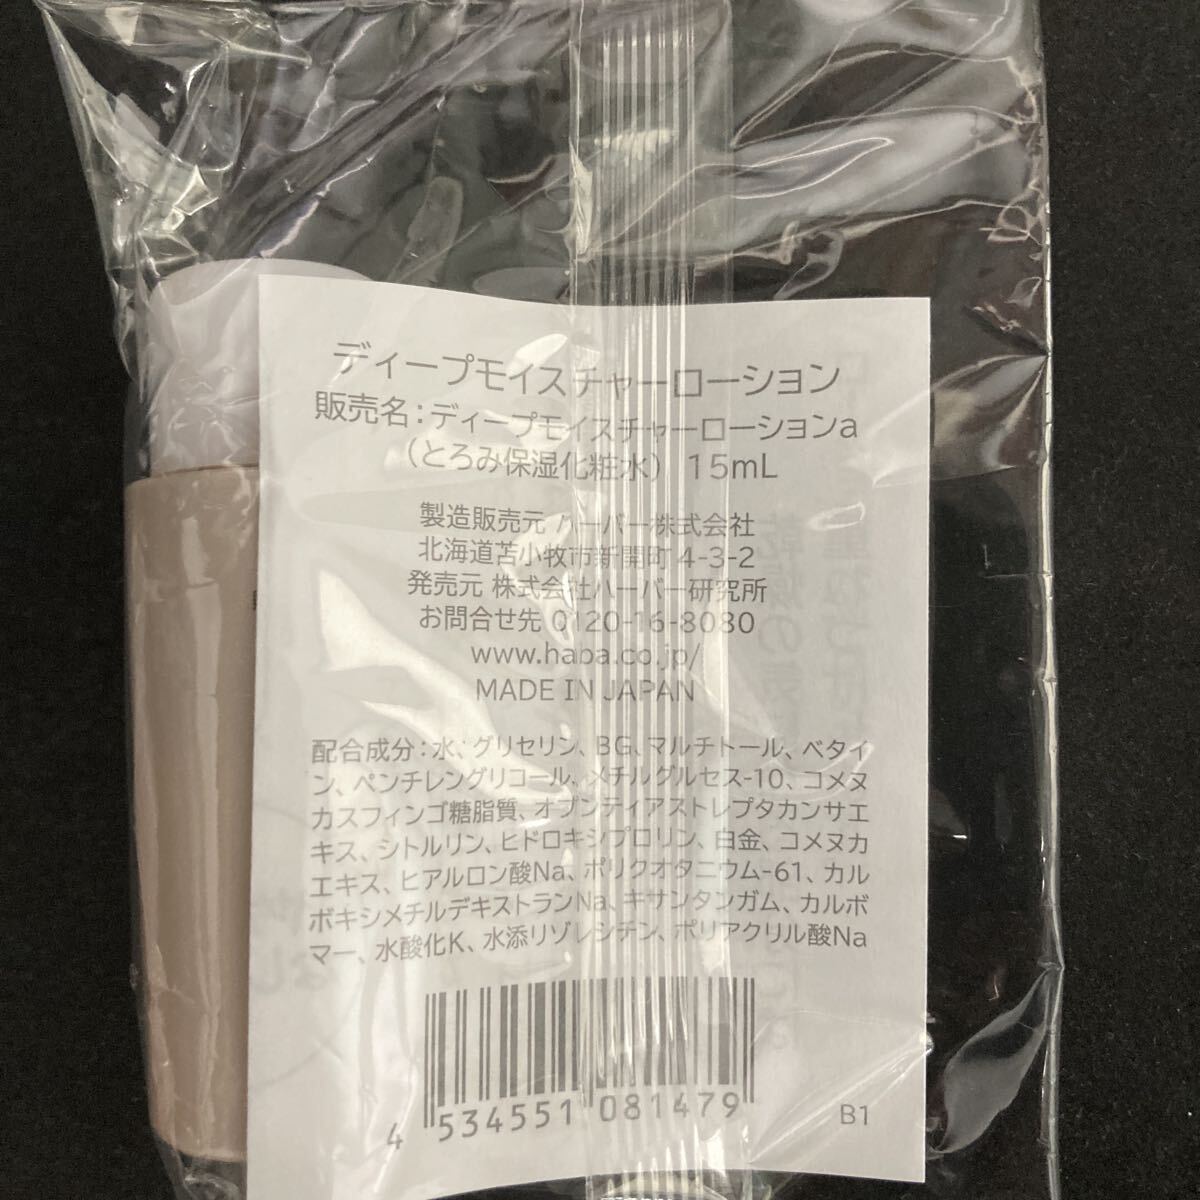 ディープモイスチャーローション
販売名：ディープモイスチャーローションa
（とろみ保湿化粧水） 15mL
製造販売元 ハーバー株式会社
北海道苫小牧市新開町 4-3-2
発売元 株式会社ハーバー研究所
お問合せ先 0120-16-8080
www.haba.co.jp/
MADE IN JAPAN
配合成分：水、グリセリン、BG、マルチトール、ベタイ
ン、ペンチレングリコール、メチルグルセス-10、コメヌ
カスフィンゴ糖脂質、オプンティアストレプタカンサエ
キス、シトルリン、ヒドロキシプロリン、白金、コメヌカ
エキス、ヒアルロン酸Na、ポリクオタニウム-61、カル
ボキシメチルデキストランNa、キサンタンガム、カルボ
マー、水酸化K、水添リゾレシチン、ポリアクリル酸Na
4 534551 081479
B1